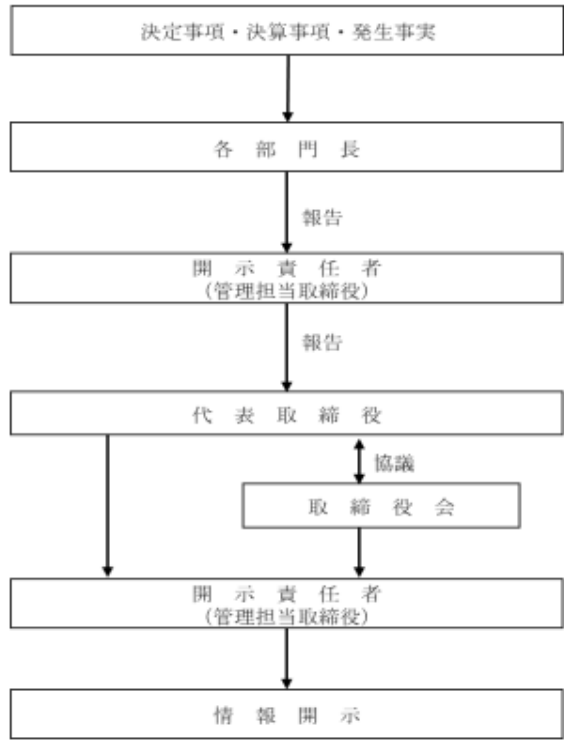 決定事項・決算事項・発生事実
各部門長
報告
開示責任者
(管理担当取締役)
報告
代表取締役
協議
取締役会
開示責任者
(管理担当取締役)
情報開示